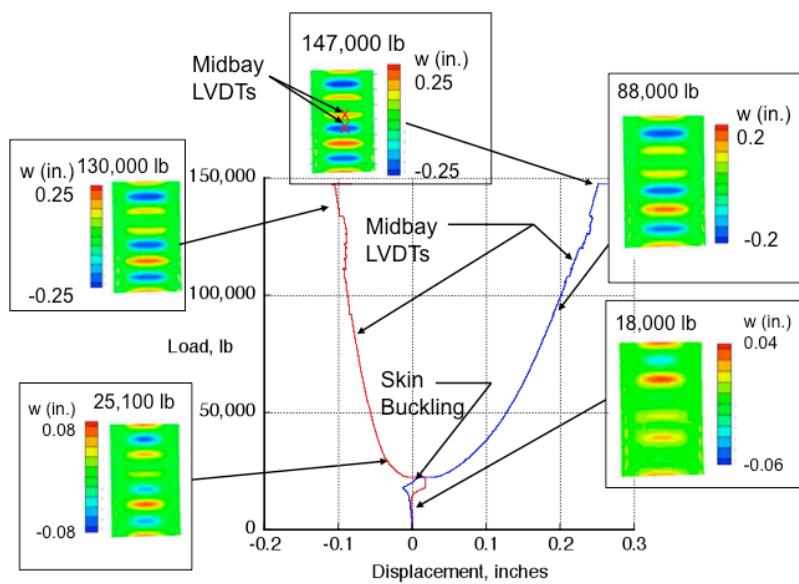 147,000 lb
w (in.)
0.25
-0.25
Midbay
LVDTs
88,000 lb
w (in.)
0.2
-0.2
w (in.)
130,000 lb
0.25
-0.25
Midbay
LVDTs
18,000 lb
w (in.)
0.04
-0.06
w (in.)
25,100 lb
0.08
-0.08
Skin
Buckling
150,000
100,000
Load, lb
50,000
0
-0.2
-0.1
0
0.1
0.2
0.3
Displacement, inches